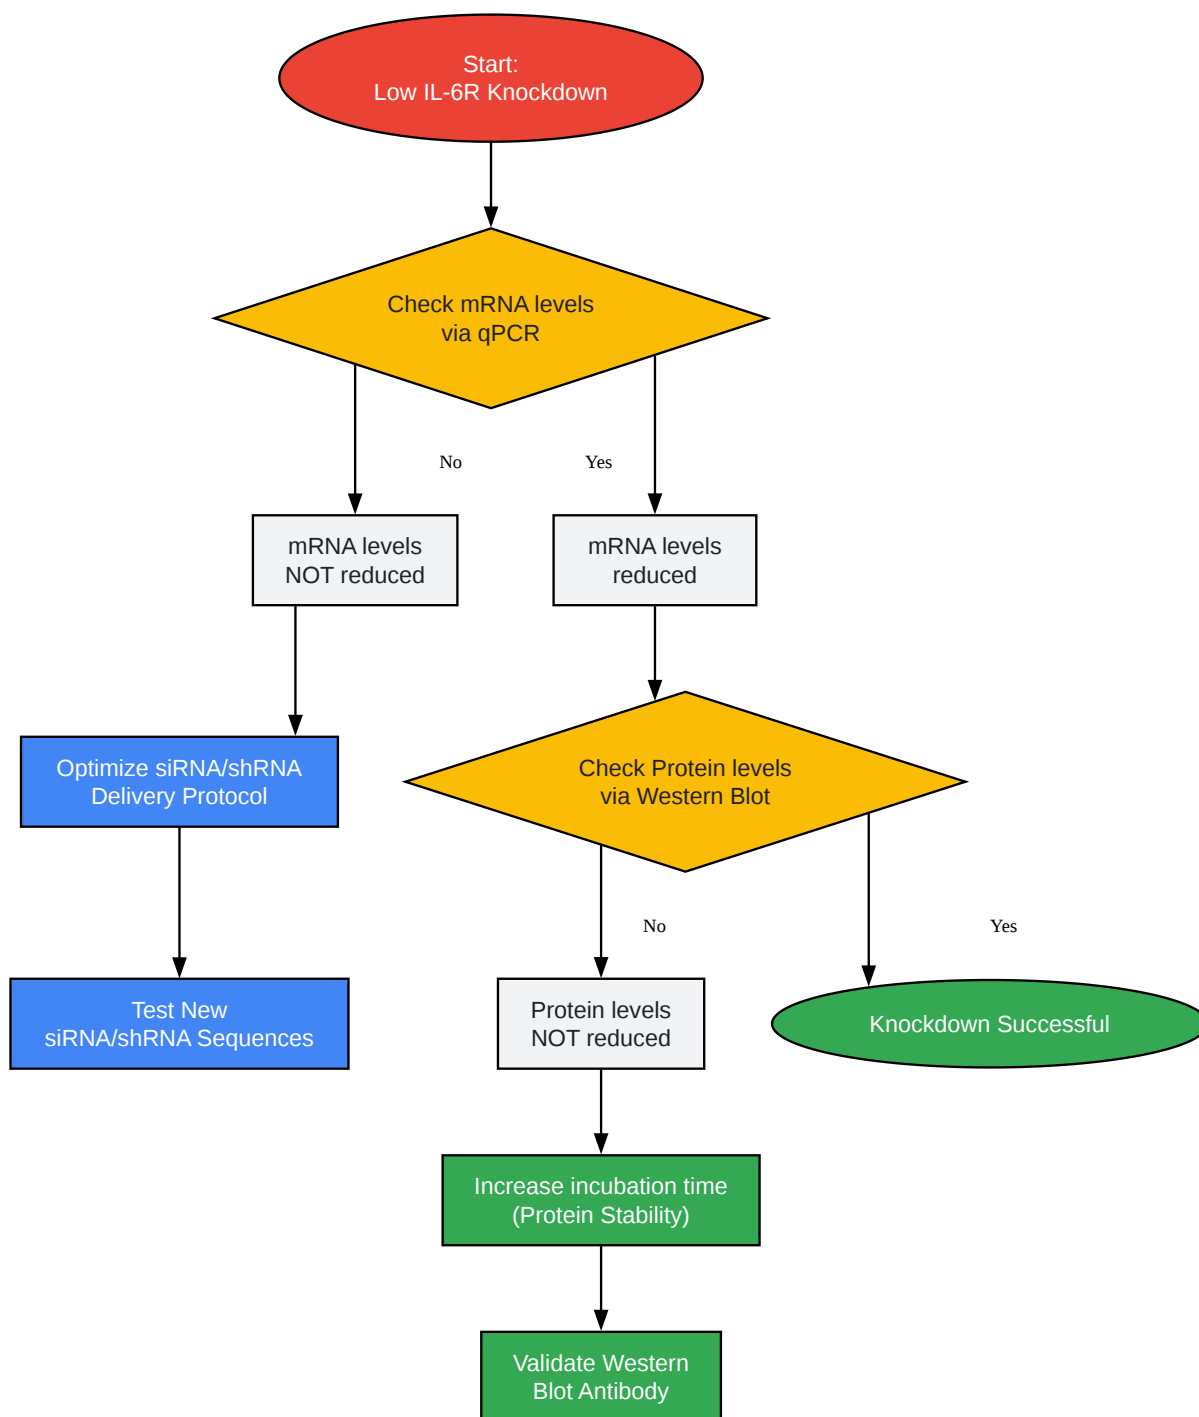 Start:
Low IL-6R Knockdown
Check mRNA levels
via qPCR
No
Yes
mRNA levels
NOT reduced
mRNA levels
reduced
Optimize siRNA/shRNA
Delivery Protocol
Check Protein levels
via Western Blot
No
Yes
Test New
siRNA/shRNA Sequences
Protein levels
NOT reduced
Knockdown Successful
Increase incubation time
(Protein Stability)
Validate Western
Blot Antibody